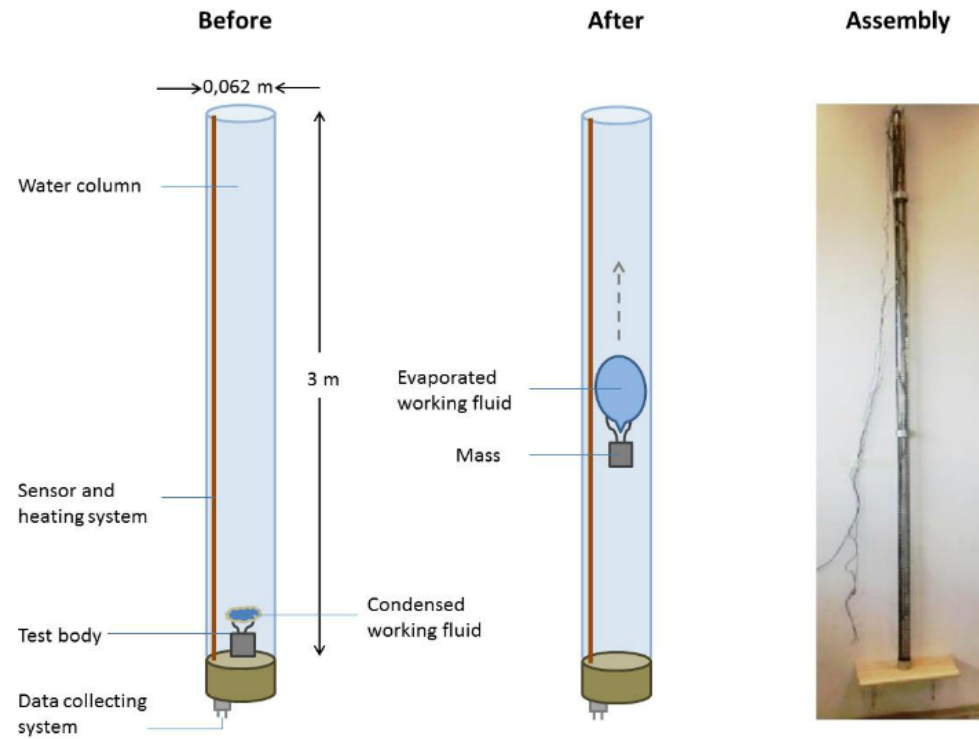 Before
After
Assembly
0,062 m
Water column
3 m
Evaporated
working fluid
Mass
Sensor and
heating system
Condensed
working fluid
Test body
Data collecting
system